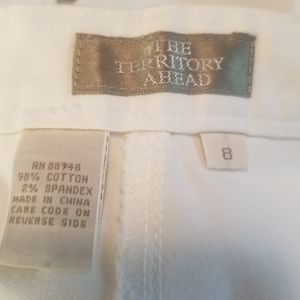 THE
TERRITORY
AHEAD
8
RN 88748
98% COTTON
2% SPANDEX
MADE IN CHINA
CARE CODE ON
REVERSE SIDE